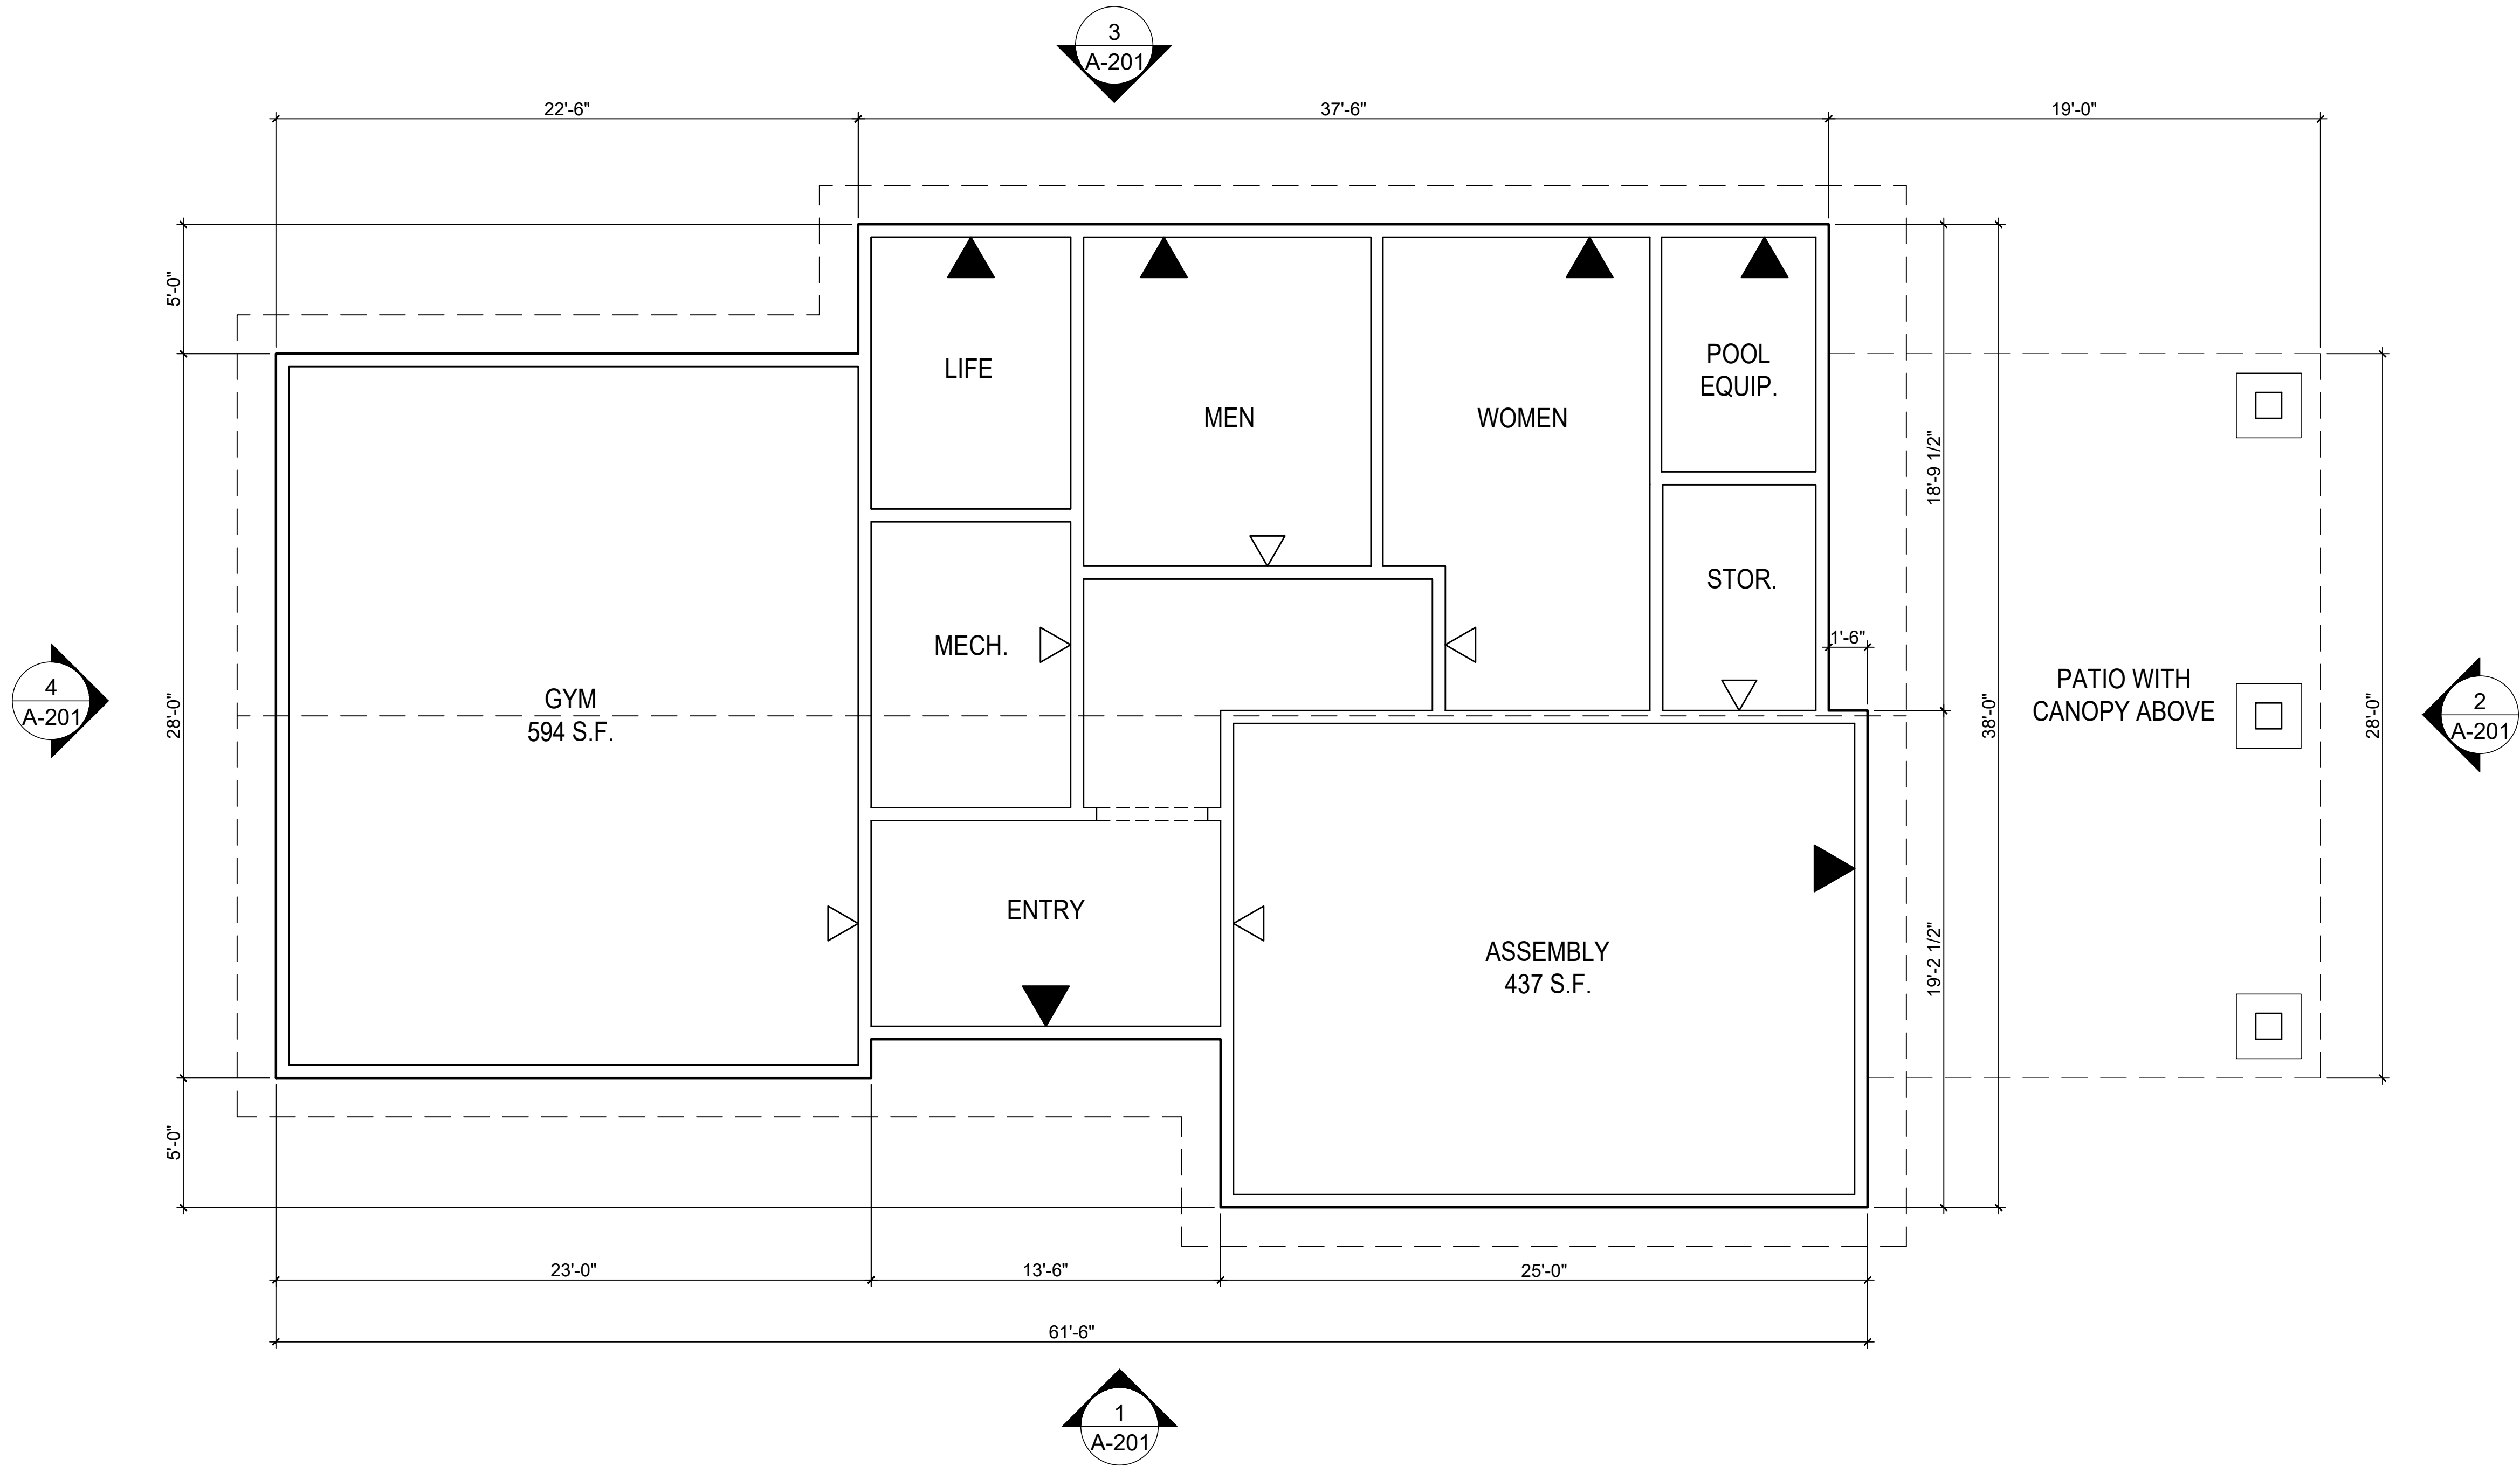 3
A-201
22'-6"
37'-6"
19'-0"
5'-0"
LIFE
MEN
WOMEN
POOL
EQUIP.
18'-9 1/2"
STOR.
MECH.
1'-6"
4
A-201
28'-0"
GYM
594 S.F.
38'-0"
PATIO WITH
CANOPY ABOVE
28'-0"
2
A-201
ENTRY
ASSEMBLY
437 S.F.
19'-2 1/2"
5'-0"
23'-0"
13'-6"
25'-0"
61'-6"
1
A-201